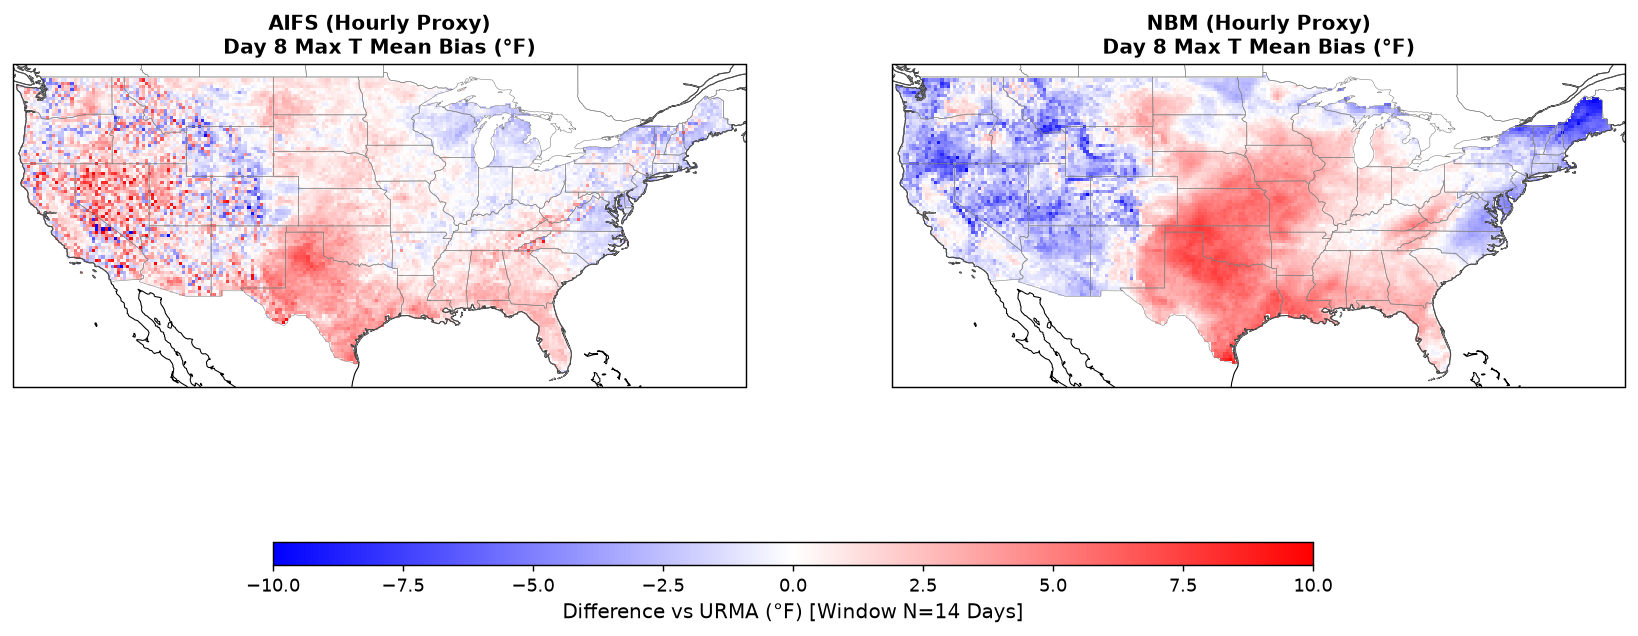 AIFS (Hourly Proxy)
Day 8 Max T Mean Bias (°F)
NBM (Hourly Proxy)
Day 8 Max T Mean Bias (°F)
−10.0 −7.5 −5.0 −2.5 0.0 2.5 5.0 7.5 10.0
Difference vs URMA (°F) [Window N=14 Days]